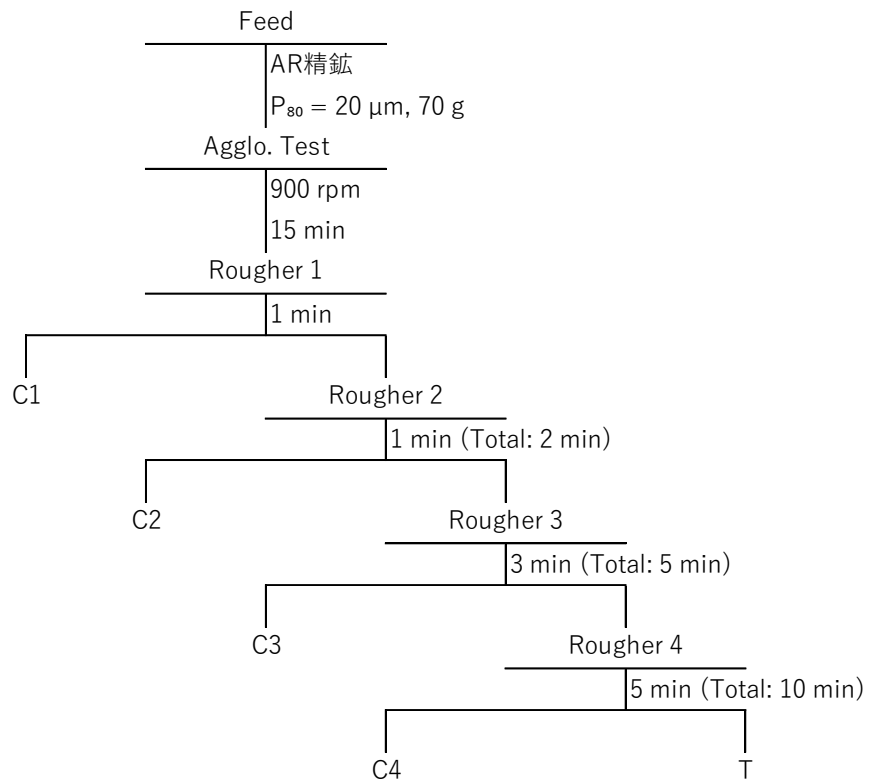 Feed
AR精鉱
P₈₀ = 20 μm, 70 g
Agglo. Test
900 rpm
15 min
Rougher 1
1 min
C1
Rougher 2
1 min (Total: 2 min)
C2
Rougher 3
3 min (Total: 5 min)
C3
Rougher 4
5 min (Total: 10 min)
C4
T